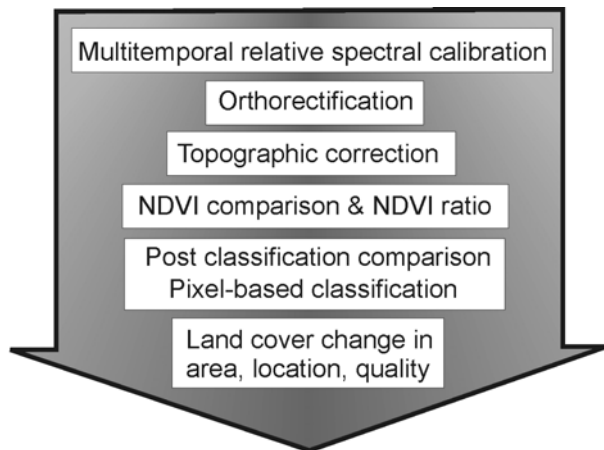 Multitemporal relative spectral calibration
Orthorectification
Topographic correction
NDVI comparison & NDVI ratio
Post classification comparison
Pixel-based classification
Land cover change in
area, location, quality